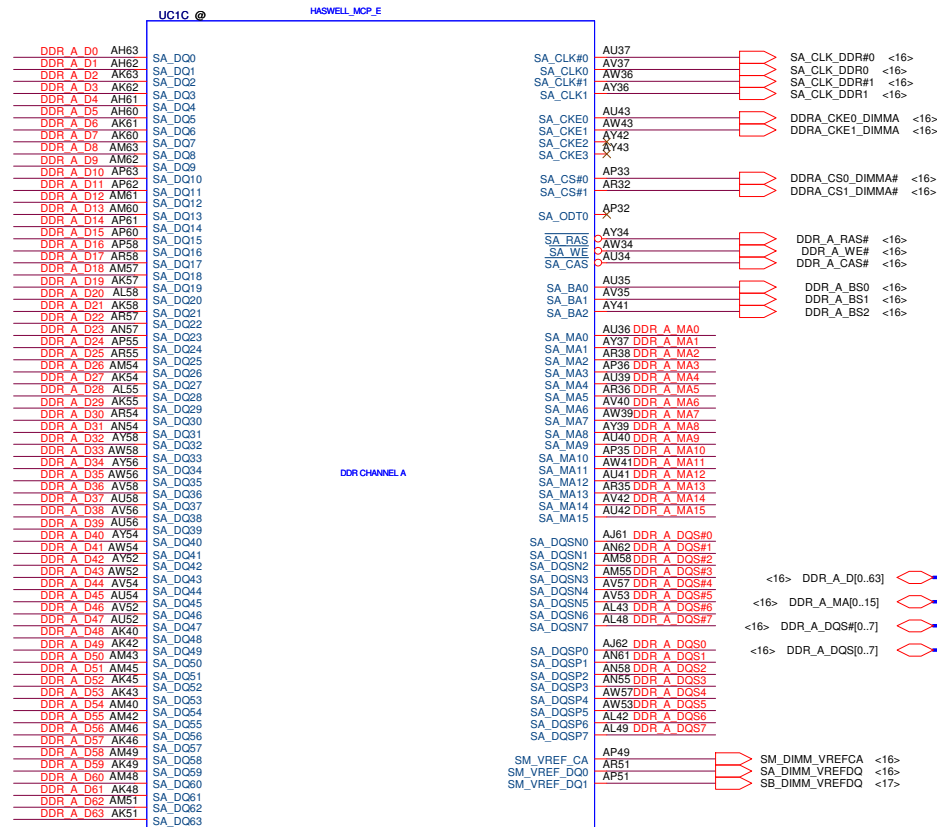 UC1C @
HASWELL_MCP_E
DDR_A_D0 AH63 SA_DQ0
DDR_A_D1 AH62 SA_DQ1
DDR_A_D2 AK63 SA_DQ2
DDR_A_D3 AK62 SA_DQ3
DDR_A_D4 AH61 SA_DQ4
DDR_A_D5 AH60 SA_DQ5
DDR_A_D6 AK61 SA_DQ6
DDR_A_D7 AK60 SA_DQ7
DDR_A_D8 AM63 SA_DQ8
DDR_A_D9 AM62 SA_DQ9
DDR_A_D10 AP63 SA_DQ10
DDR_A_D11 AP62 SA_DQ11
DDR_A_D12 AM61 SA_DQ12
DDR_A_D13 AM60 SA_DQ13
DDR_A_D14 AP61 SA_DQ14
DDR_A_D15 AP60 SA_DQ15
DDR_A_D16 AP58 SA_DQ16
DDR_A_D17 AR58 SA_DQ17
DDR_A_D18 AM57 SA_DQ18
DDR_A_D19 AK57 SA_DQ19
DDR_A_D20 AL58 SA_DQ20
DDR_A_D21 AK58 SA_DQ21
DDR_A_D22 AR57 SA_DQ22
DDR_A_D23 AN57 SA_DQ23
DDR_A_D24 AP55 SA_DQ24
DDR_A_D25 AR55 SA_DQ25
DDR_A_D26 AM54 SA_DQ26
DDR_A_D27 AK54 SA_DQ27
DDR_A_D28 AL55 SA_DQ28
DDR_A_D29 AK55 SA_DQ29
DDR_A_D30 AR54 SA_DQ30
DDR_A_D31 AN54 SA_DQ31
DDR_A_D32 AY58 SA_DQ32
DDR_A_D33 AW58 SA_DQ33
DDR_A_D34 AY56 SA_DQ34
DDR_A_D35 AW56 SA_DQ35
DDR_A_D36 AV58 SA_DQ36
DDR_A_D37 AU58 SA_DQ37
DDR_A_D38 AV56 SA_DQ38
DDR_A_D39 AU56 SA_DQ39
DDR_A_D40 AY54 SA_DQ40
DDR_A_D41 AW54 SA_DQ41
DDR_A_D42 AY52 SA_DQ42
DDR_A_D43 AW52 SA_DQ43
DDR_A_D44 AV54 SA_DQ44
DDR_A_D45 AU54 SA_DQ45
DDR_A_D46 AV52 SA_DQ46
DDR_A_D47 AU52 SA_DQ47
DDR_A_D48 AK40 SA_DQ48
DDR_A_D49 AK42 SA_DQ49
DDR_A_D50 AM43 SA_DQ50
DDR_A_D51 AM45 SA_DQ51
DDR_A_D52 AK45 SA_DQ52
DDR_A_D53 AK43 SA_DQ53
DDR_A_D54 AM40 SA_DQ54
DDR_A_D55 AM42 SA_DQ55
DDR_A_D56 AM46 SA_DQ56
DDR_A_D57 AK46 SA_DQ57
DDR_A_D58 AM49 SA_DQ58
DDR_A_D59 AK49 SA_DQ59
DDR_A_D60 AM48 SA_DQ60
DDR_A_D61 AK48 SA_DQ61
DDR_A_D62 AM51 SA_DQ62
DDR_A_D63 AK51 SA_DQ63
DDR CHANNEL A
SA_CLK#0 AU37 SA_CLK_DDR#0 <16>
SA_CLK0 AV37 SA_CLK_DDR0 <16>
SA_CLK#1 AW36 SA_CLK_DDR#1 <16>
SA_CLK1 AY36 SA_CLK_DDR1 <16>
SA_CKE0 AU43 DDRA_CKE0_DIMMA <16>
SA_CKE1 AW43 DDRA_CKE1_DIMMA <16>
SA_CKE2 AY42
SA_CKE3 AY43
SA_CS#0 AP33 DDRA_CS0_DIMMA# <16>
SA_CS#1 AR32 DDRA_CS1_DIMMA# <16>
SA_ODT0 AP32
SA_RAS AY34 DDR_A_RAS# <16>
SA_WE AW34 DDR_A_WE# <16>
SA_CAS AU34 DDR_A_CAS# <16>
SA_BA0 AU35 DDR_A_BS0 <16>
SA_BA1 AV35 DDR_A_BS1 <16>
SA_BA2 AY41 DDR_A_BS2 <16>
SA_MA0 AU36 DDR_A_MA0
SA_MA1 AY37 DDR_A_MA1
SA_MA2 AR38 DDR_A_MA2
SA_MA3 AP36 DDR_A_MA3
SA_MA4 AU39 DDR_A_MA4
SA_MA5 AR36 DDR_A_MA5
SA_MA6 AV40 DDR_A_MA6
SA_MA7 AW39 DDR_A_MA7
SA_MA8 AY39 DDR_A_MA8
SA_MA9 AU40 DDR_A_MA9
SA_MA10 AP35 DDR_A_MA10
SA_MA11 AW41 DDR_A_MA11
SA_MA12 AU41 DDR_A_MA12
SA_MA13 AR35 DDR_A_MA13
SA_MA14 AV42 DDR_A_MA14
SA_MA15 AU42 DDR_A_MA15
SA_DQSN0 AJ61 DDR_A_DQS#0
SA_DQSN1 AN62 DDR_A_DQS#1
SA_DQSN2 AM58 DDR_A_DQS#2
SA_DQSN3 AM55 DDR_A_DQS#3
SA_DQSN4 AV57 DDR_A_DQS#4
SA_DQSN5 AV53 DDR_A_DQS#5
SA_DQSN6 AL43 DDR_A_DQS#6
SA_DQSN7 AL48 DDR_A_DQS#7
SA_DQSP0 AJ62 DDR_A_DQS0
SA_DQSP1 AN61 DDR_A_DQS1
SA_DQSP2 AN58 DDR_A_DQS2
SA_DQSP3 AN55 DDR_A_DQS3
SA_DQSP4 AW57 DDR_A_DQS4
SA_DQSP5 AW53 DDR_A_DQS5
SA_DQSP6 AL42 DDR_A_DQS6
SA_DQSP7 AL49 DDR_A_DQS7
SM_VREF_CA AP49 SM_DIMM_VREFCA <16>
SM_VREF_DQ0 AR51 SA_DIMM_VREFDQ <16>
SM_VREF_DQ1 AP51 SB_DIMM_VREFDQ <17>
<16> DDR_A_D[0..63]
<16> DDR_A_MA[0..15]
<16> DDR_A_DQS#[0..7]
<16> DDR_A_DQS[0..7]